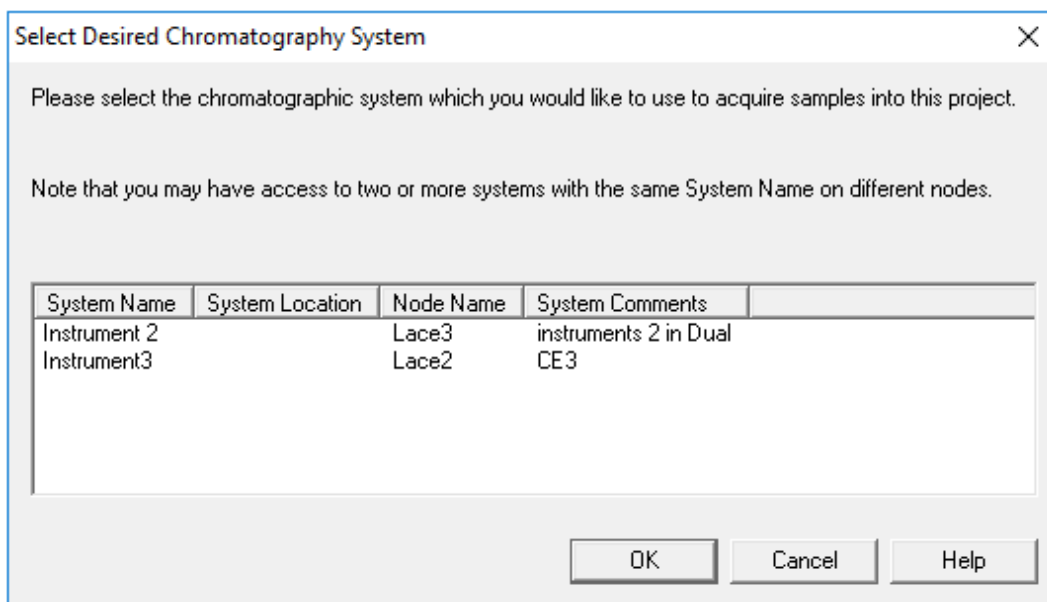 Select Desired Chromatography System
Please select the chromatographic system which you would like to use to acquire samples into this project.
Note that you may have access to two or more systems with the same System Name on different nodes.
System Name System Location Node Name System Comments
Instrument 2 Lace3 instruments 2 in Dual
Instrument3 Lace2 CE3
OK Cancel Help